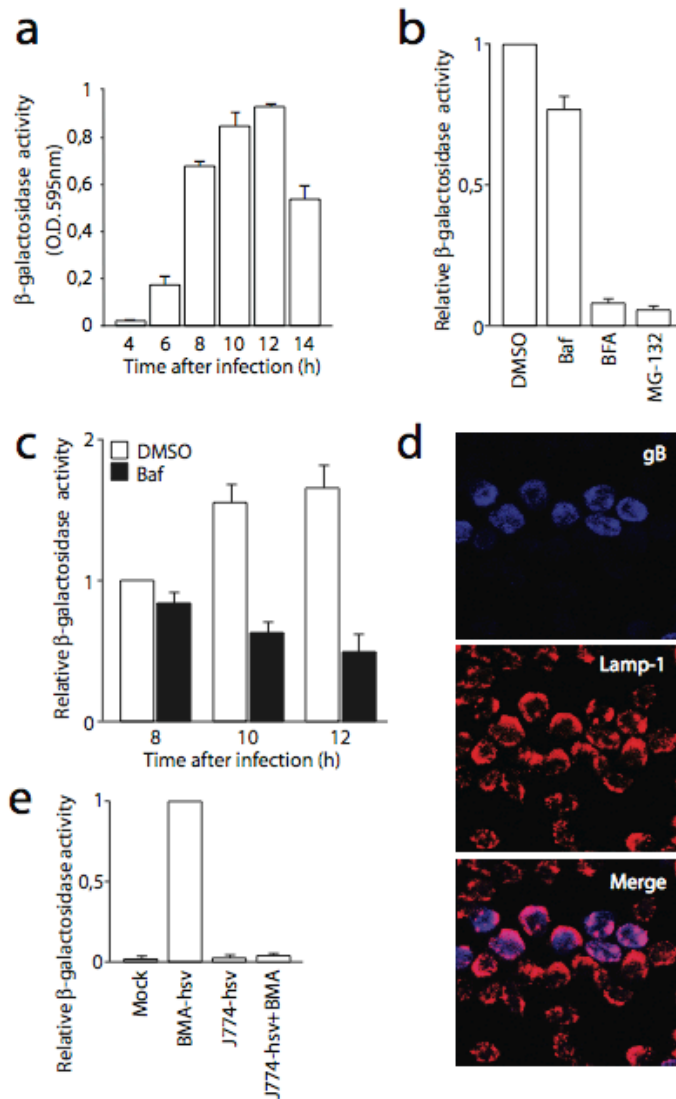 a
β-galactosidase activity
(O.D.595nm)
1
0,8
0,6
0,4
0,2
0
4 6 8 10 12 14
Time after infection (h)
b
Relative β-galactosidase activity
1
0,5
0
DMSO
Baf
BFA
MG-132
c
DMSO
Baf
Relative β-galactosidase activity
2
1
0
8 10 12
Time after infection (h)
d
gB
Lamp-1
Merge
e
Relative β-galactosidase activity
1
0,5
0
Mock
BMA-hsv
J774-hsv
J774-hsv+BMA